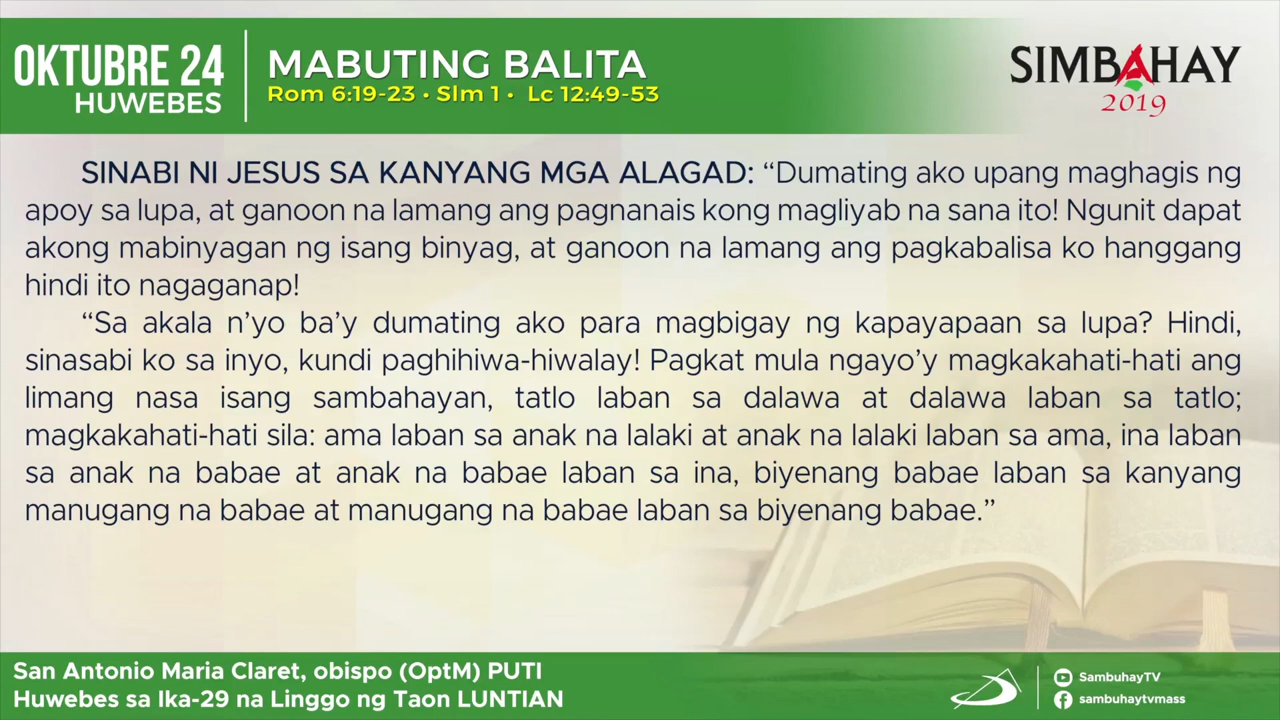 OKTUBRE 24
HUWEBES
MABUTING BALITA
Rom 6:19-23 • Slm 1 • Lc 12:49-53
SIMBAHAY
2019
SINABI NI JESUS SA KANYANG MGA ALAGAD: “Dumating ako upang maghagis ng
apoy sa lupa, at ganoon na lamang ang pagnanais kong magliyab na sana ito! Ngunit dapat
akong mabinyagan ng isang binyag, at ganoon na lamang ang pagkabalisa ko hanggang
hindi ito nagaganap!
“Sa akala n’yo ba’y dumating ako para magbigay ng kapayapaan sa lupa? Hindi,
sinasabi ko sa inyo, kundi paghihiwa-hiwalay! Pagkat mula ngayo’y magkakahati-hati ang
limang nasa isang sambahayan, tatlo laban sa dalawa at dalawa laban sa tatlo;
magkakahati-hati sila: ama laban sa anak na lalaki at anak na lalaki laban sa ama, ina laban
sa anak na babae at anak na babae laban sa ina, biyenang babae laban sa kanyang
manugang na babae at manugang na babae laban sa biyenang babae.”
San Antonio Maria Claret, obispo (OptM) PUTI
Huwebes sa Ika-29 na Linggo ng Taon LUNTIAN
SambuhayTV
sambuhaytvmass